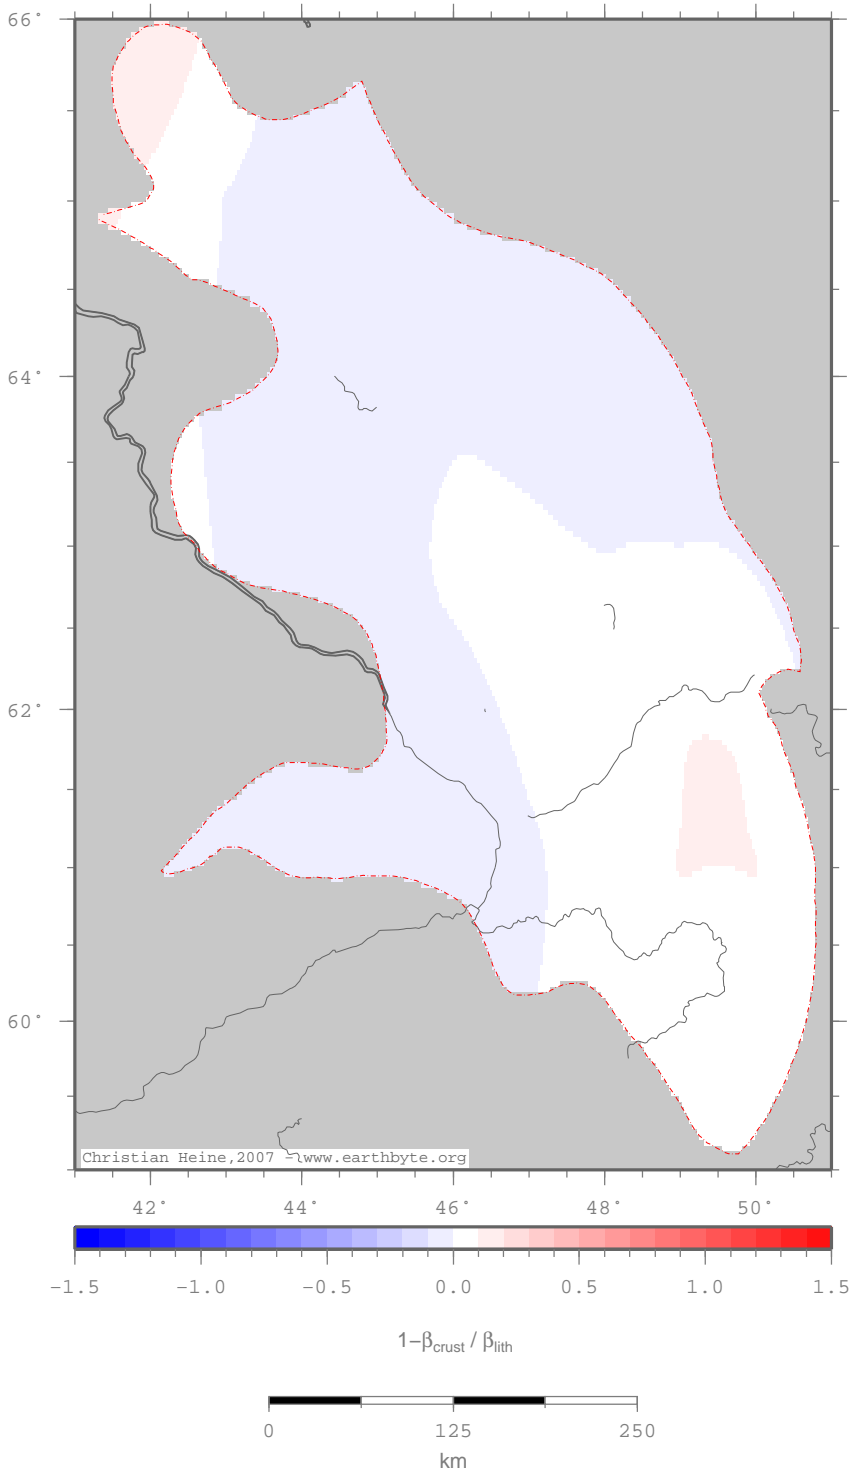 66°
64°
62°
60°
Christian Heine,2007 - www.earthbyte.org
42° 44° 46° 48° 50°
−1.5 −1.0 −0.5 0.0 0.5 1.0 1.5
1−βcrust / βlith
0 125 250
km